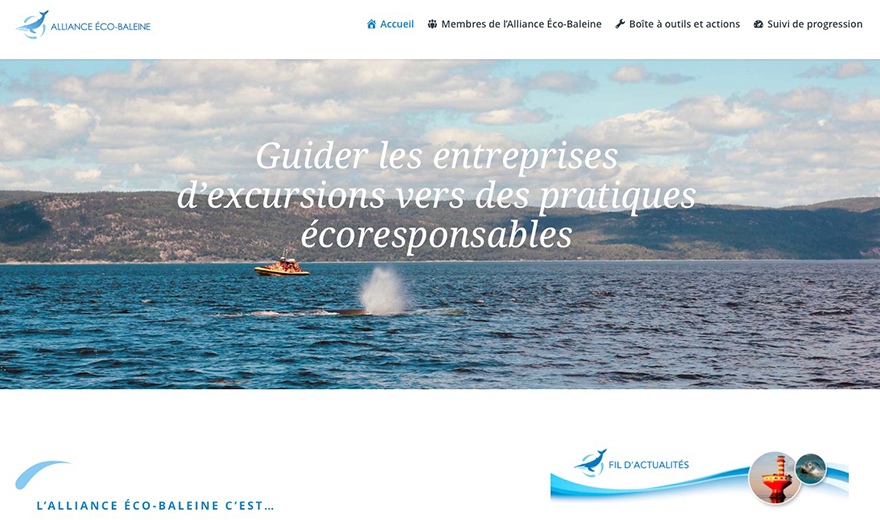 ALLIANCE ÉCO-BALEINE
Accueil
Membres de l’Alliance Éco-Baleine
Boîte à outils et actions
Suivi de progression
Guider les entreprises
d’excursions vers des pratiques
écoresponsables
FIL D’ACTUALITÉS
L’ALLIANCE ÉCO-BALEINE C’EST…